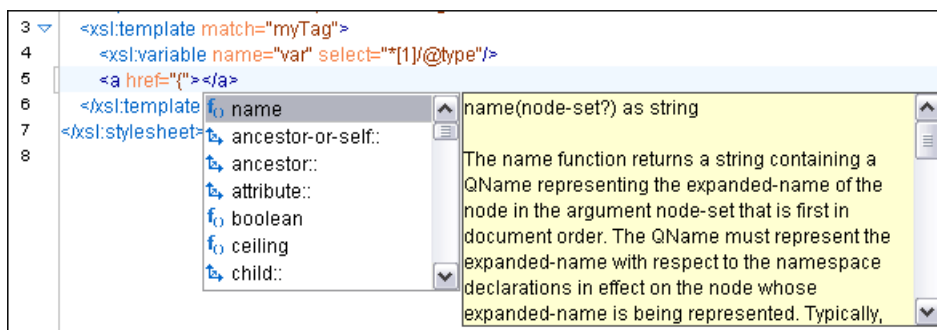 3 <xsl:template match="myTag">
4 <xsl:variable name="var" select="*[1]/@type"/>
5 <a href="{"></a>
6 </xsl:template
7 </xsl:stylesheet>
8
f() name
ancestor-or-self::
ancestor::
attribute::
f() boolean
f() ceiling
child::
name(node-set?) as string
The name function returns a string containing a
QName representing the expanded-name of the
node in the argument node-set that is first in
document order. The QName must represent the
expanded-name with respect to the namespace
declarations in effect on the node whose
expanded-name is being represented. Typically,